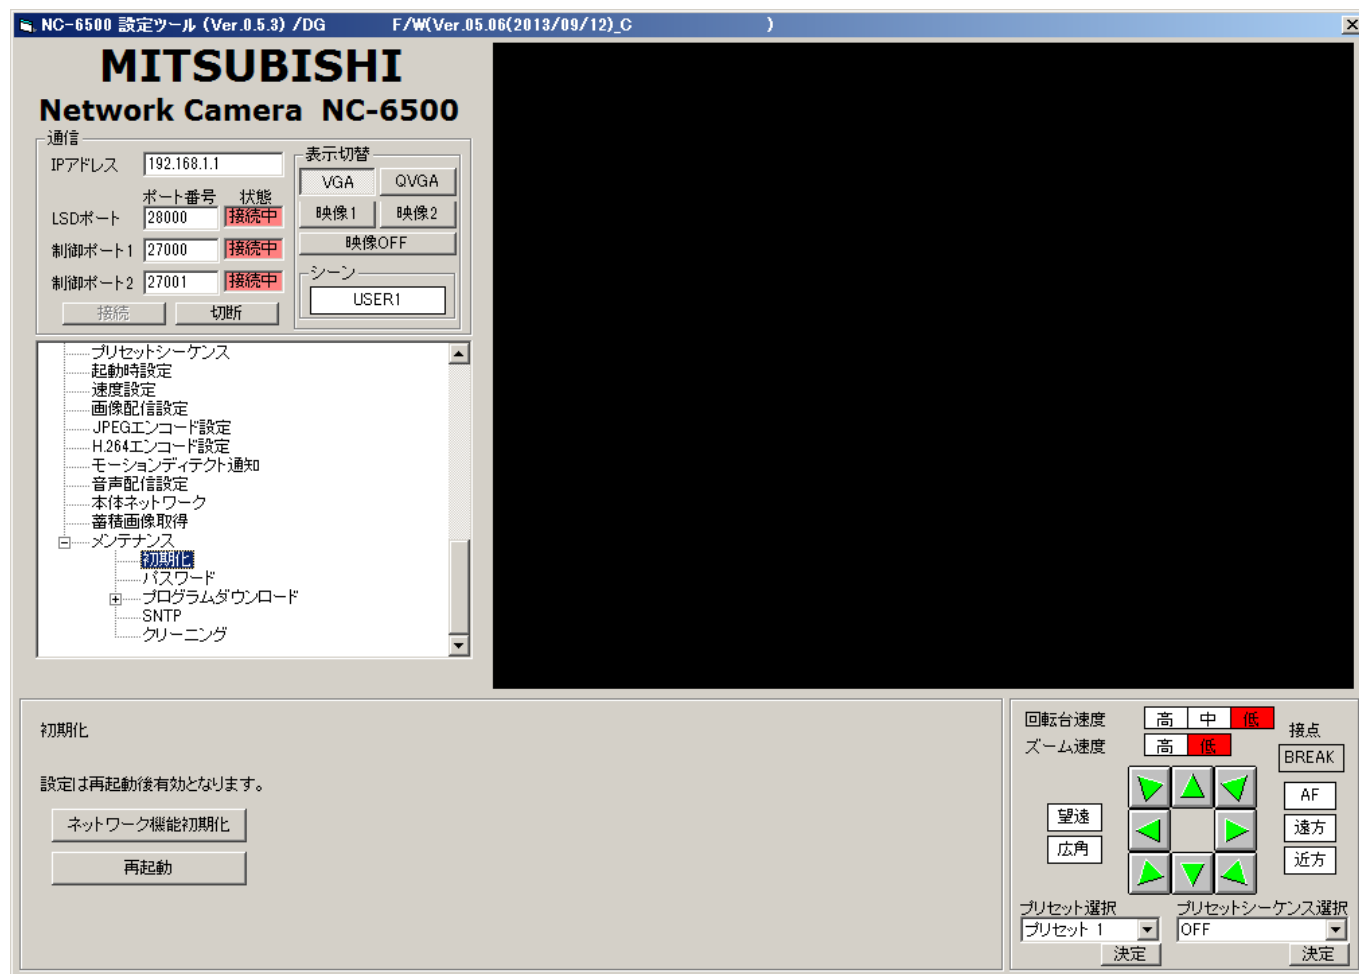 NC-6500 設定ツール (Ver.0.5.3) /DG F/W(Ver.05.06(2013/09/12)_C )
MITSUBISHI
Network Camera NC-6500
通信
IPアドレス 192.168.1.1
ポート番号 状態
LSDポート 28000 接続中
制御ポート1 27000 接続中
制御ポート2 27001 接続中
接続 切断
表示切替
VGA QVGA
映像1 映像2
映像OFF
シーン
USER1
プリセットシーケンス
起動時設定
速度設定
画像配信設定
JPEGエンコード設定
H.264エンコード設定
モーションディテクト通知
音声配信設定
本体ネットワーク
蓄積画像取得
メンテナンス
初期化
パスワード
プログラムダウンロード
SNTP
クリーニング
初期化
設定は再起動後有効となります。
ネットワーク機能初期化
再起動
回転台速度 高 中 低
ズーム速度 高 低
接点
BREAK
望遠
広角
AF
遠方
近方
プリセット選択
プリセット 1
決定
プリセットシーケンス選択
OFF
決定